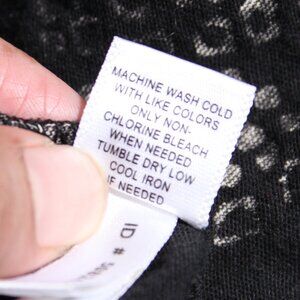 MACHINE WASH COLD
WITH LIKE COLORS
ONLY NON-
CHLORINE BLEACH
WHEN NEEDED
TUMBLE DRY LOW
COOL IRON
IF NEEDED
ID #